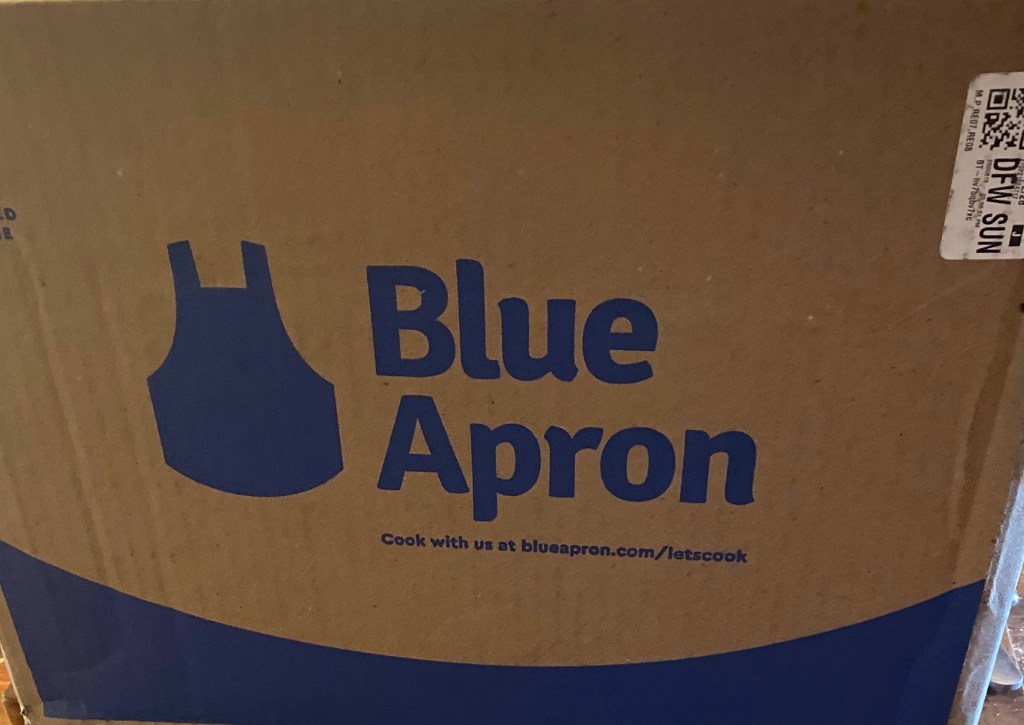 Blue
Apron
Cook with us at blueapron.com/letscook
DFW SUN
J